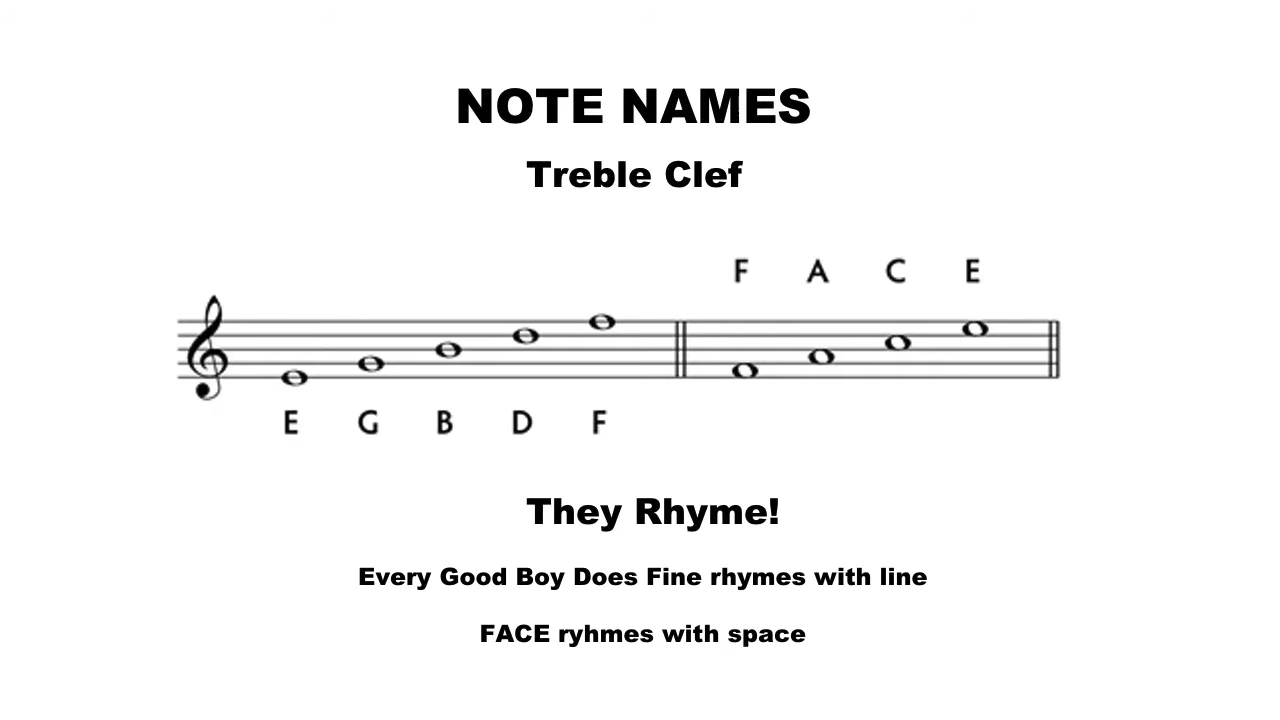 NOTE NAMES
Treble Clef
F A C E
E G B D F
They Rhyme!
Every Good Boy Does Fine rhymes with line
FACE ryhmes with space